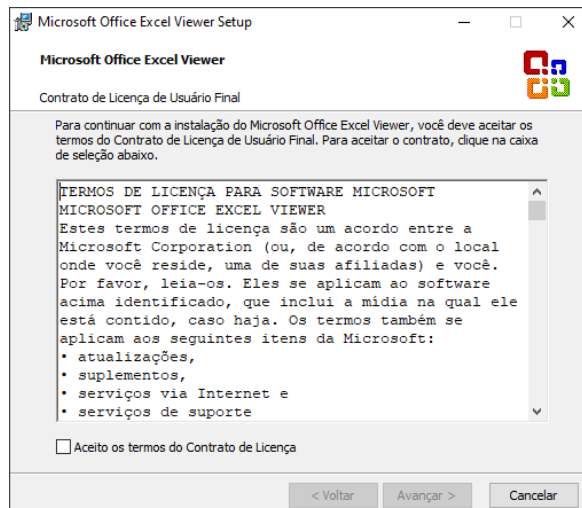 Microsoft Office Excel Viewer Setup
Microsoft Office Excel Viewer
Contrato de Licença de Usuário Final
Para continuar com a instalação do Microsoft Office Excel Viewer, você deve aceitar os
termos do Contrato de Licença de Usuário Final. Para aceitar o contrato, clique na caixa
de seleção abaixo.
TERMOS DE LICENÇA PARA SOFTWARE MICROSOFT
MICROSOFT OFFICE EXCEL VIEWER
Estes termos de licença são um acordo entre a
Microsoft Corporation (ou, de acordo com o local
onde você reside, uma de suas afiliadas) e você.
Por favor, leia-os. Eles se aplicam ao software
acima identificado, que inclui a mídia na qual ele
está contido, caso haja. Os termos também se
aplicam aos seguintes itens da Microsoft:
• atualizações,
• suplementos,
• serviços via Internet e
• serviços de suporte
Aceito os termos do Contrato de Licença
< Voltar
Avançar >
Cancelar